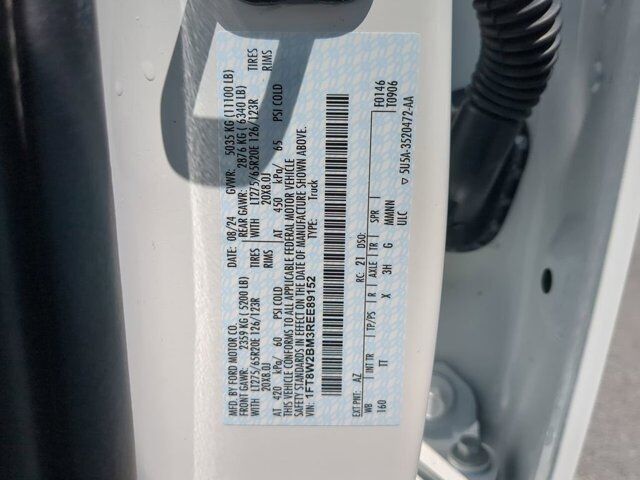 MFD. BY FORD MOTOR CO.
DATE: 08/24 GVWR: 5035 KG (11100 LB)
FRONT GAWR: 2359 KG (5200 LB) REAR GAWR: 2876 KG (6340 LB)
WITH LT275/65R20E 126/123R TIRES WITH LT275/65R20E 126/123R TIRES
20X8.0J RIMS 20X8.0J RIMS
AT 420 kPa/ 60 PSI COLD AT 450 kPa/ 65 PSI COLD
THIS VEHICLE CONFORMS TO ALL APPLICABLE FEDERAL MOTOR VEHICLE
SAFETY STANDARDS IN EFFECT ON THE DATE OF MANUFACTURE SHOWN ABOVE.
VIN: 1FT8W2BM3REE89152 TYPE: Truck
F0146
T0906
EXT PNT: AZ RC: 21 DSO:
WB INT TR TP/PS R AXLE TR SPR
160 TT X 3H G MMMNN
ULC
5U5A-3520472-AA